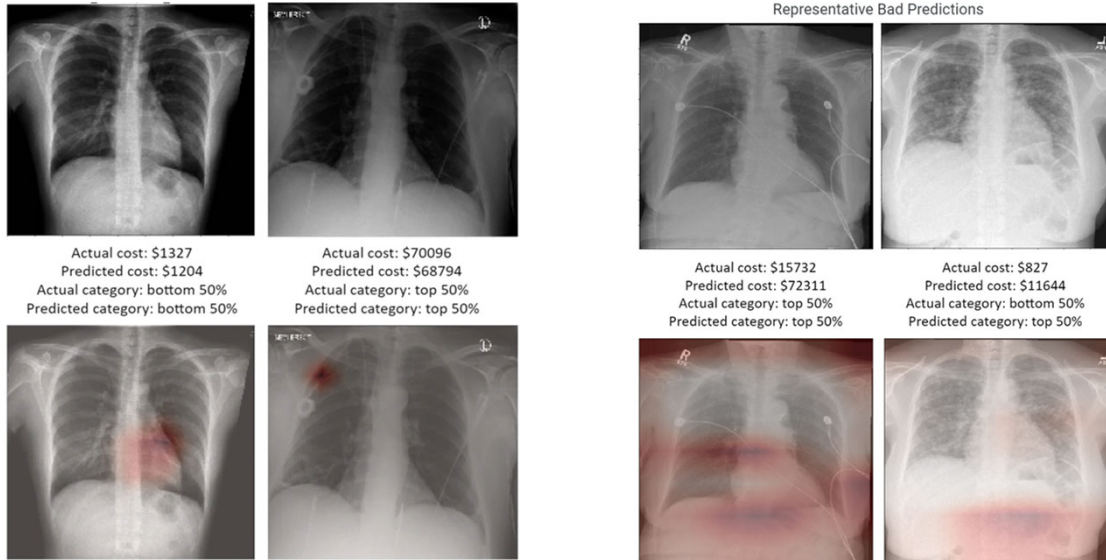 Representative Bad Predictions
R
Actual cost: $1327
Predicted cost: $1204
Actual category: bottom 50%
Predicted category: bottom 50%
Actual cost: $70096
Predicted cost: $68794
Actual category: top 50%
Predicted category: top 50%
Actual cost: $15732
Predicted cost: $72311
Actual category: top 50%
Predicted category: top 50%
Actual cost: $827
Predicted cost: $11644
Actual category: bottom 50%
Predicted category: top 50%
R